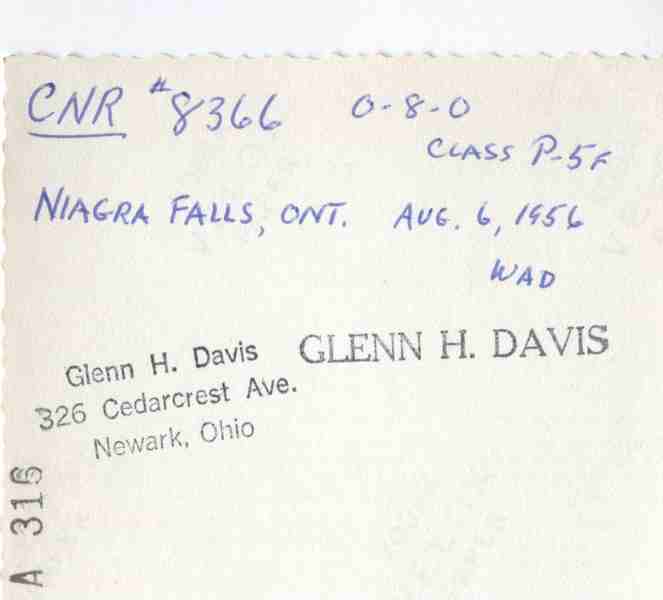 CNR #8366 0-8-0
CLASS P-5F
NIAGRA FALLS, ONT. AUG. 6, 1956
WAD
Glenn H. Davis
326 Cedarcrest Ave.
Newark, Ohio
GLENN H. DAVIS
A 316